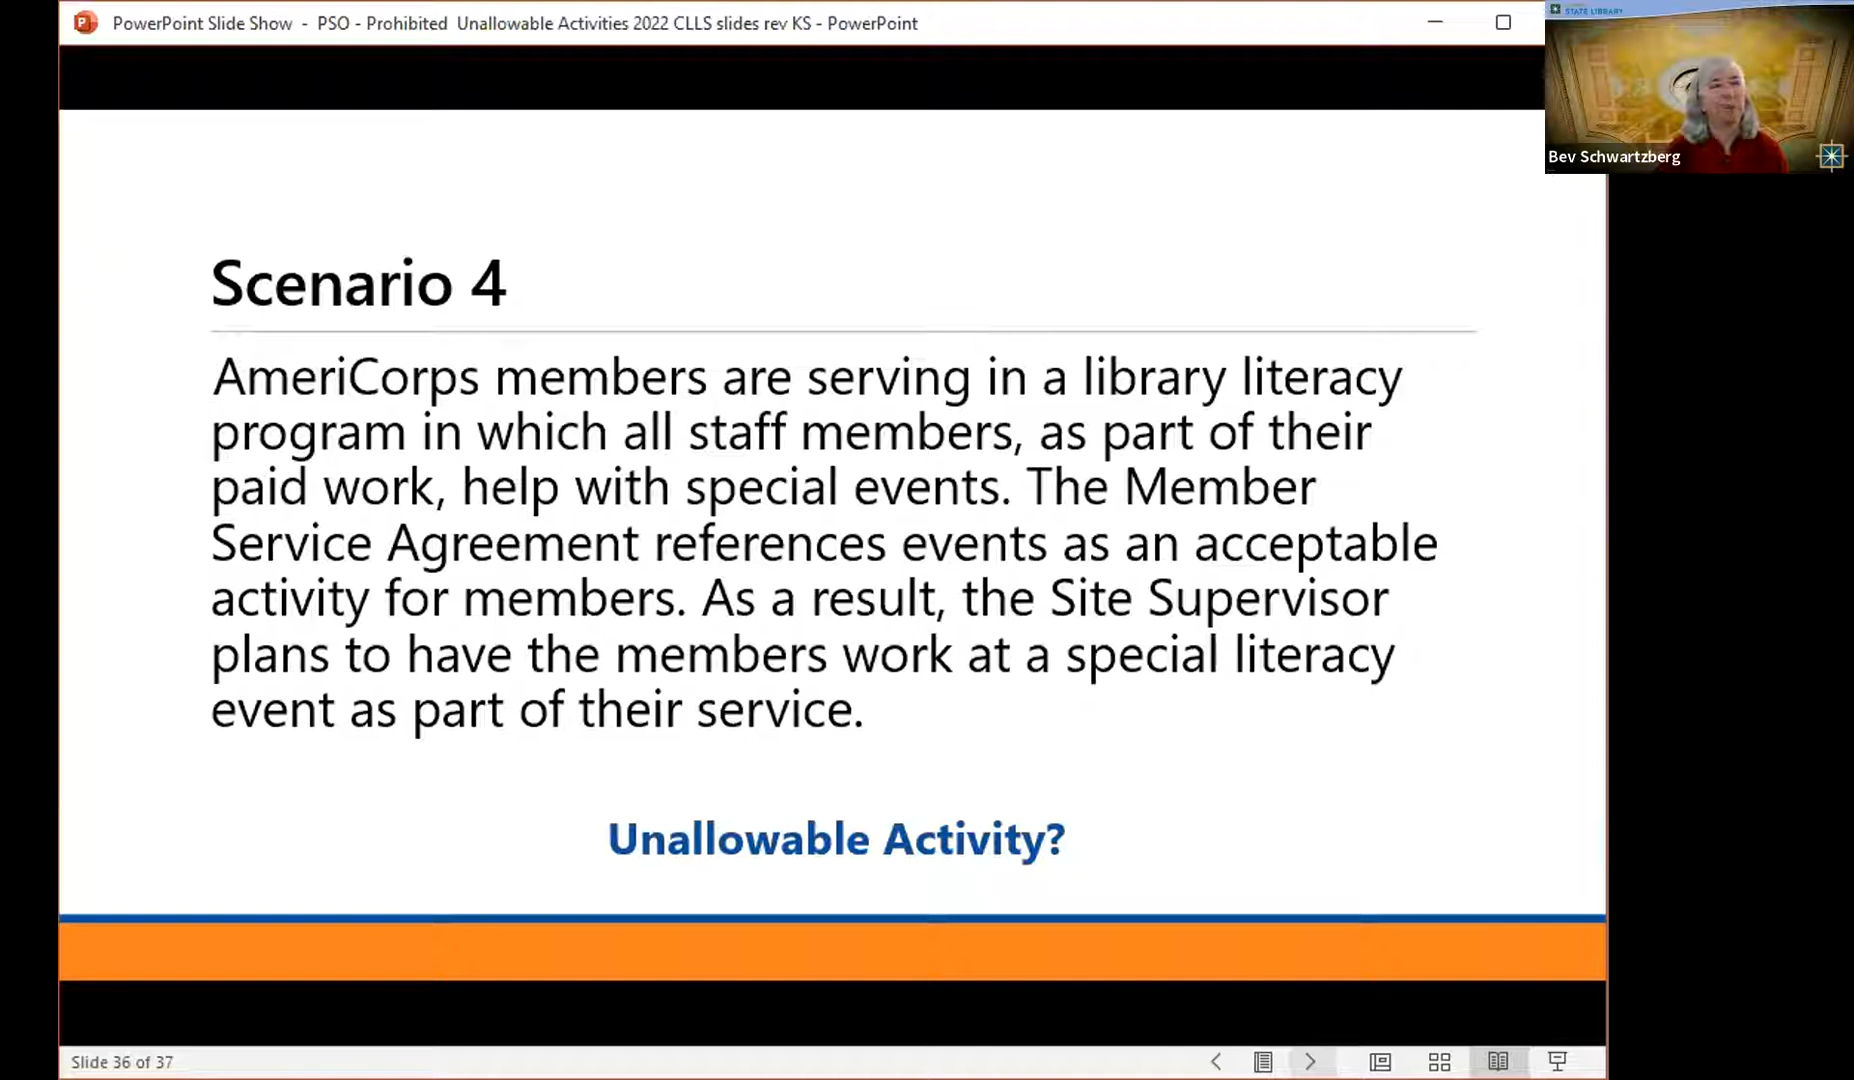 PowerPoint Slide Show - PSO - Prohibited Unallowable Activities 2022 CLLS slides rev KS - PowerPoint
STATE LIBRARY
Bev Schwartzberg
Scenario 4
AmeriCorps members are serving in a library literacy
program in which all staff members, as part of their
paid work, help with special events. The Member
Service Agreement references events as an acceptable
activity for members. As a result, the Site Supervisor
plans to have the members work at a special literacy
event as part of their service.
Unallowable Activity?
Slide 36 of 37